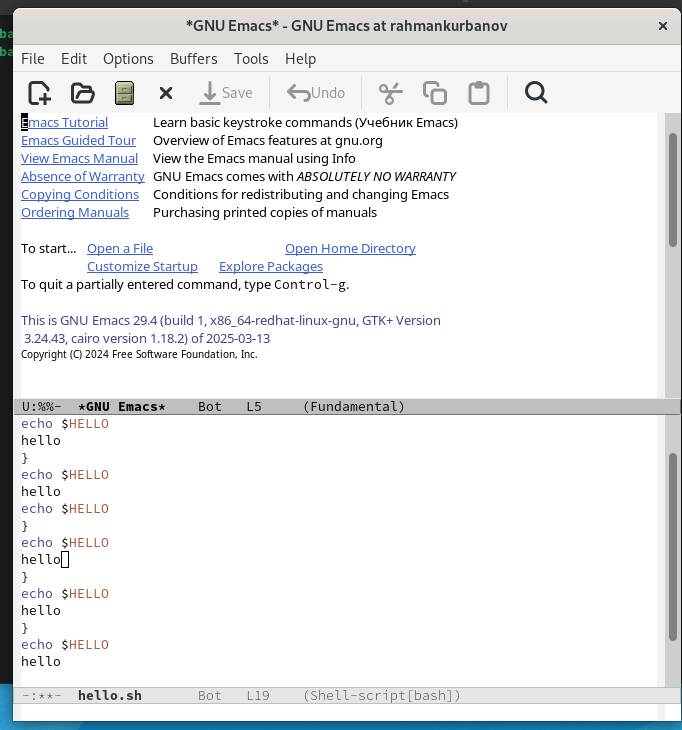 ba
ba
*GNU Emacs* - GNU Emacs at rahmankurbanov
File Edit Options Buffers Tools Help
Save Undo
Emacs Tutorial Learn basic keystroke commands (Учебник Emacs)
Emacs Guided Tour Overview of Emacs features at gnu.org
View Emacs Manual View the Emacs manual using Info
Absence of Warranty GNU Emacs comes with ABSOLUTELY NO WARRANTY
Copying Conditions Conditions for redistributing and changing Emacs
Ordering Manuals Purchasing printed copies of manuals
To start... Open a File Open Home Directory
Customize Startup Explore Packages
To quit a partially entered command, type Control-g.
This is GNU Emacs 29.4 (build 1, x86_64-redhat-linux-gnu, GTK+ Version
3.24.43, cairo version 1.18.2) of 2025-03-13
Copyright (C) 2024 Free Software Foundation, Inc.
U:%%- *GNU Emacs* Bot L5 (Fundamental)
echo $HELLO
hello
}
echo $HELLO
hello
echo $HELLO
}
echo $HELLO
hello
}
echo $HELLO
hello
}
echo $HELLO
hello
-:**- hello.sh Bot L19 (Shell-script[bash])